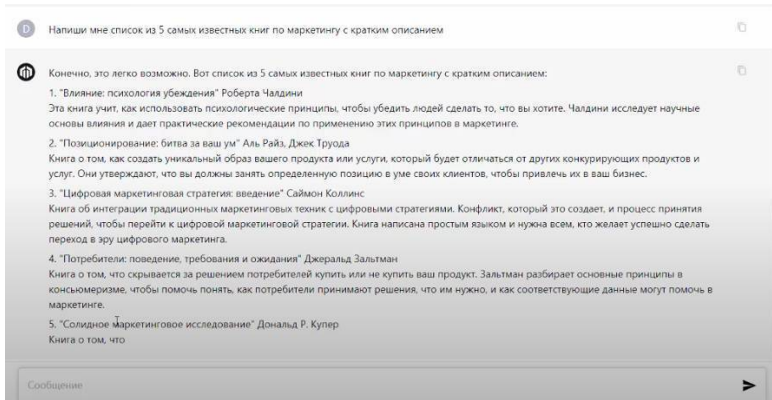 D
Напиши мне список из 5 самых известных книг по маркетингу с кратким описанием
Конечно, это легко возможно. Вот список из 5 самых известных книг по маркетингу с кратким описанием:
1. "Влияние: психология убеждения" Роберта Чалдини
Эта книга учит, как использовать психологические принципы, чтобы убедить людей сделать то, что вы хотите. Чалдини исследует научные
основы влияния и дает практические рекомендации по применению этих принципов в маркетинге.
2. "Позиционирование: битва за ваш ум" Аль Райз, Джек Труода
Книга о том, как создать уникальный образ вашего продукта или услуги, который будет отличаться от других конкурирующих продуктов и
услуг. Они утверждают, что вы должны занять определенную позицию в уме своих клиентов, чтобы привлечь их в ваш бизнес.
3. "Цифровая маркетинговая стратегия: введение" Саймон Коллинс
Книга об интеграции традиционных маркетинговых техник с цифровыми стратегиями. Конфликт, который это создает, и процесс принятия
решений, чтобы перейти к цифровой маркетинговой стратегии. Книга написана простым языком и нужна всем, кто желает успешно сделать
переход в эру цифрового маркетинга.
4. "Потребители: поведение, требования и ожидания" Джеральд Зальтман
Книга о том, что скрывается за решением потребителей купить или не купить ваш продукт. Зальтман разбирает основные принципы в
консьюмеризме, чтобы помочь понять, как потребители принимают решения, что им нужно, и как соответствующие данные могут помочь в
маркетинге.
5. "Солидное маркетинговое исследование" Дональд Р. Купер
Книга о том, что
Сообщение